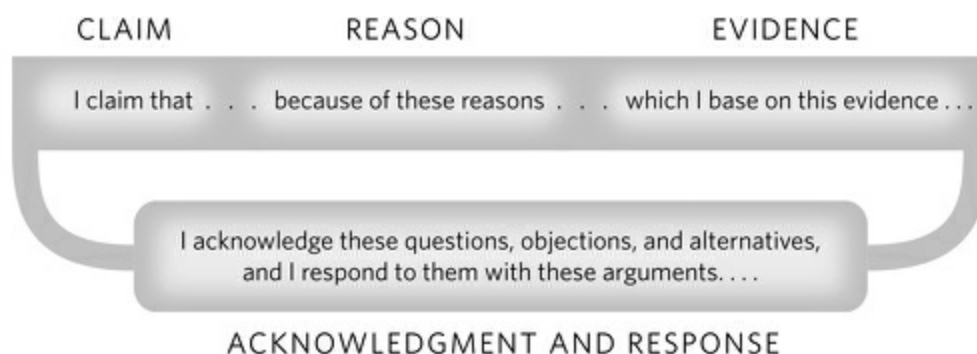 CLAIM REASON EVIDENCE
I claim that . . . because of these reasons . . . which I base on this evidence . . .
I acknowledge these questions, objections, and alternatives,
and I respond to them with these arguments. . . .
ACKNOWLEDGMENT AND RESPONSE